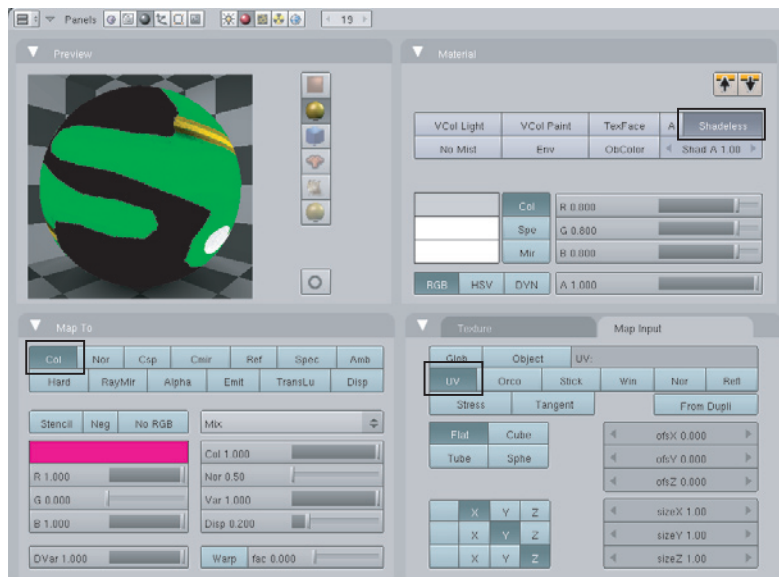 Panels 19
Preview
Material
VCol Light VCol Paint TexFace A Shadeless
No Mist Env ObColor Shad A 1.00
Col R 0.800
Spe G 0.800
Mir B 0.800
RGB HSV DYN A 1.000
Map To
Col Nor Csp Cmir Ref Spec Amb
Hard RayMir Alpha Emit TransLu Disp
Stencil Neg No RGB Mix
Col 1.000
R 1.000 Nor 0.50
G 0.000 Var 1.000
B 1.000 Disp 0.200
DVar 1.000 Warp fac 0.000
Texture Map Input
Glob Object UV:
UV Orco Stick Win Nor Refl
Stress Tangent From Dupli
Flat Cube ofsX 0.000
Tube Sphe ofsY 0.000
ofsZ 0.000
X Y Z sizeX 1.00
X Y Z sizeY 1.00
X Y Z sizeZ 1.00